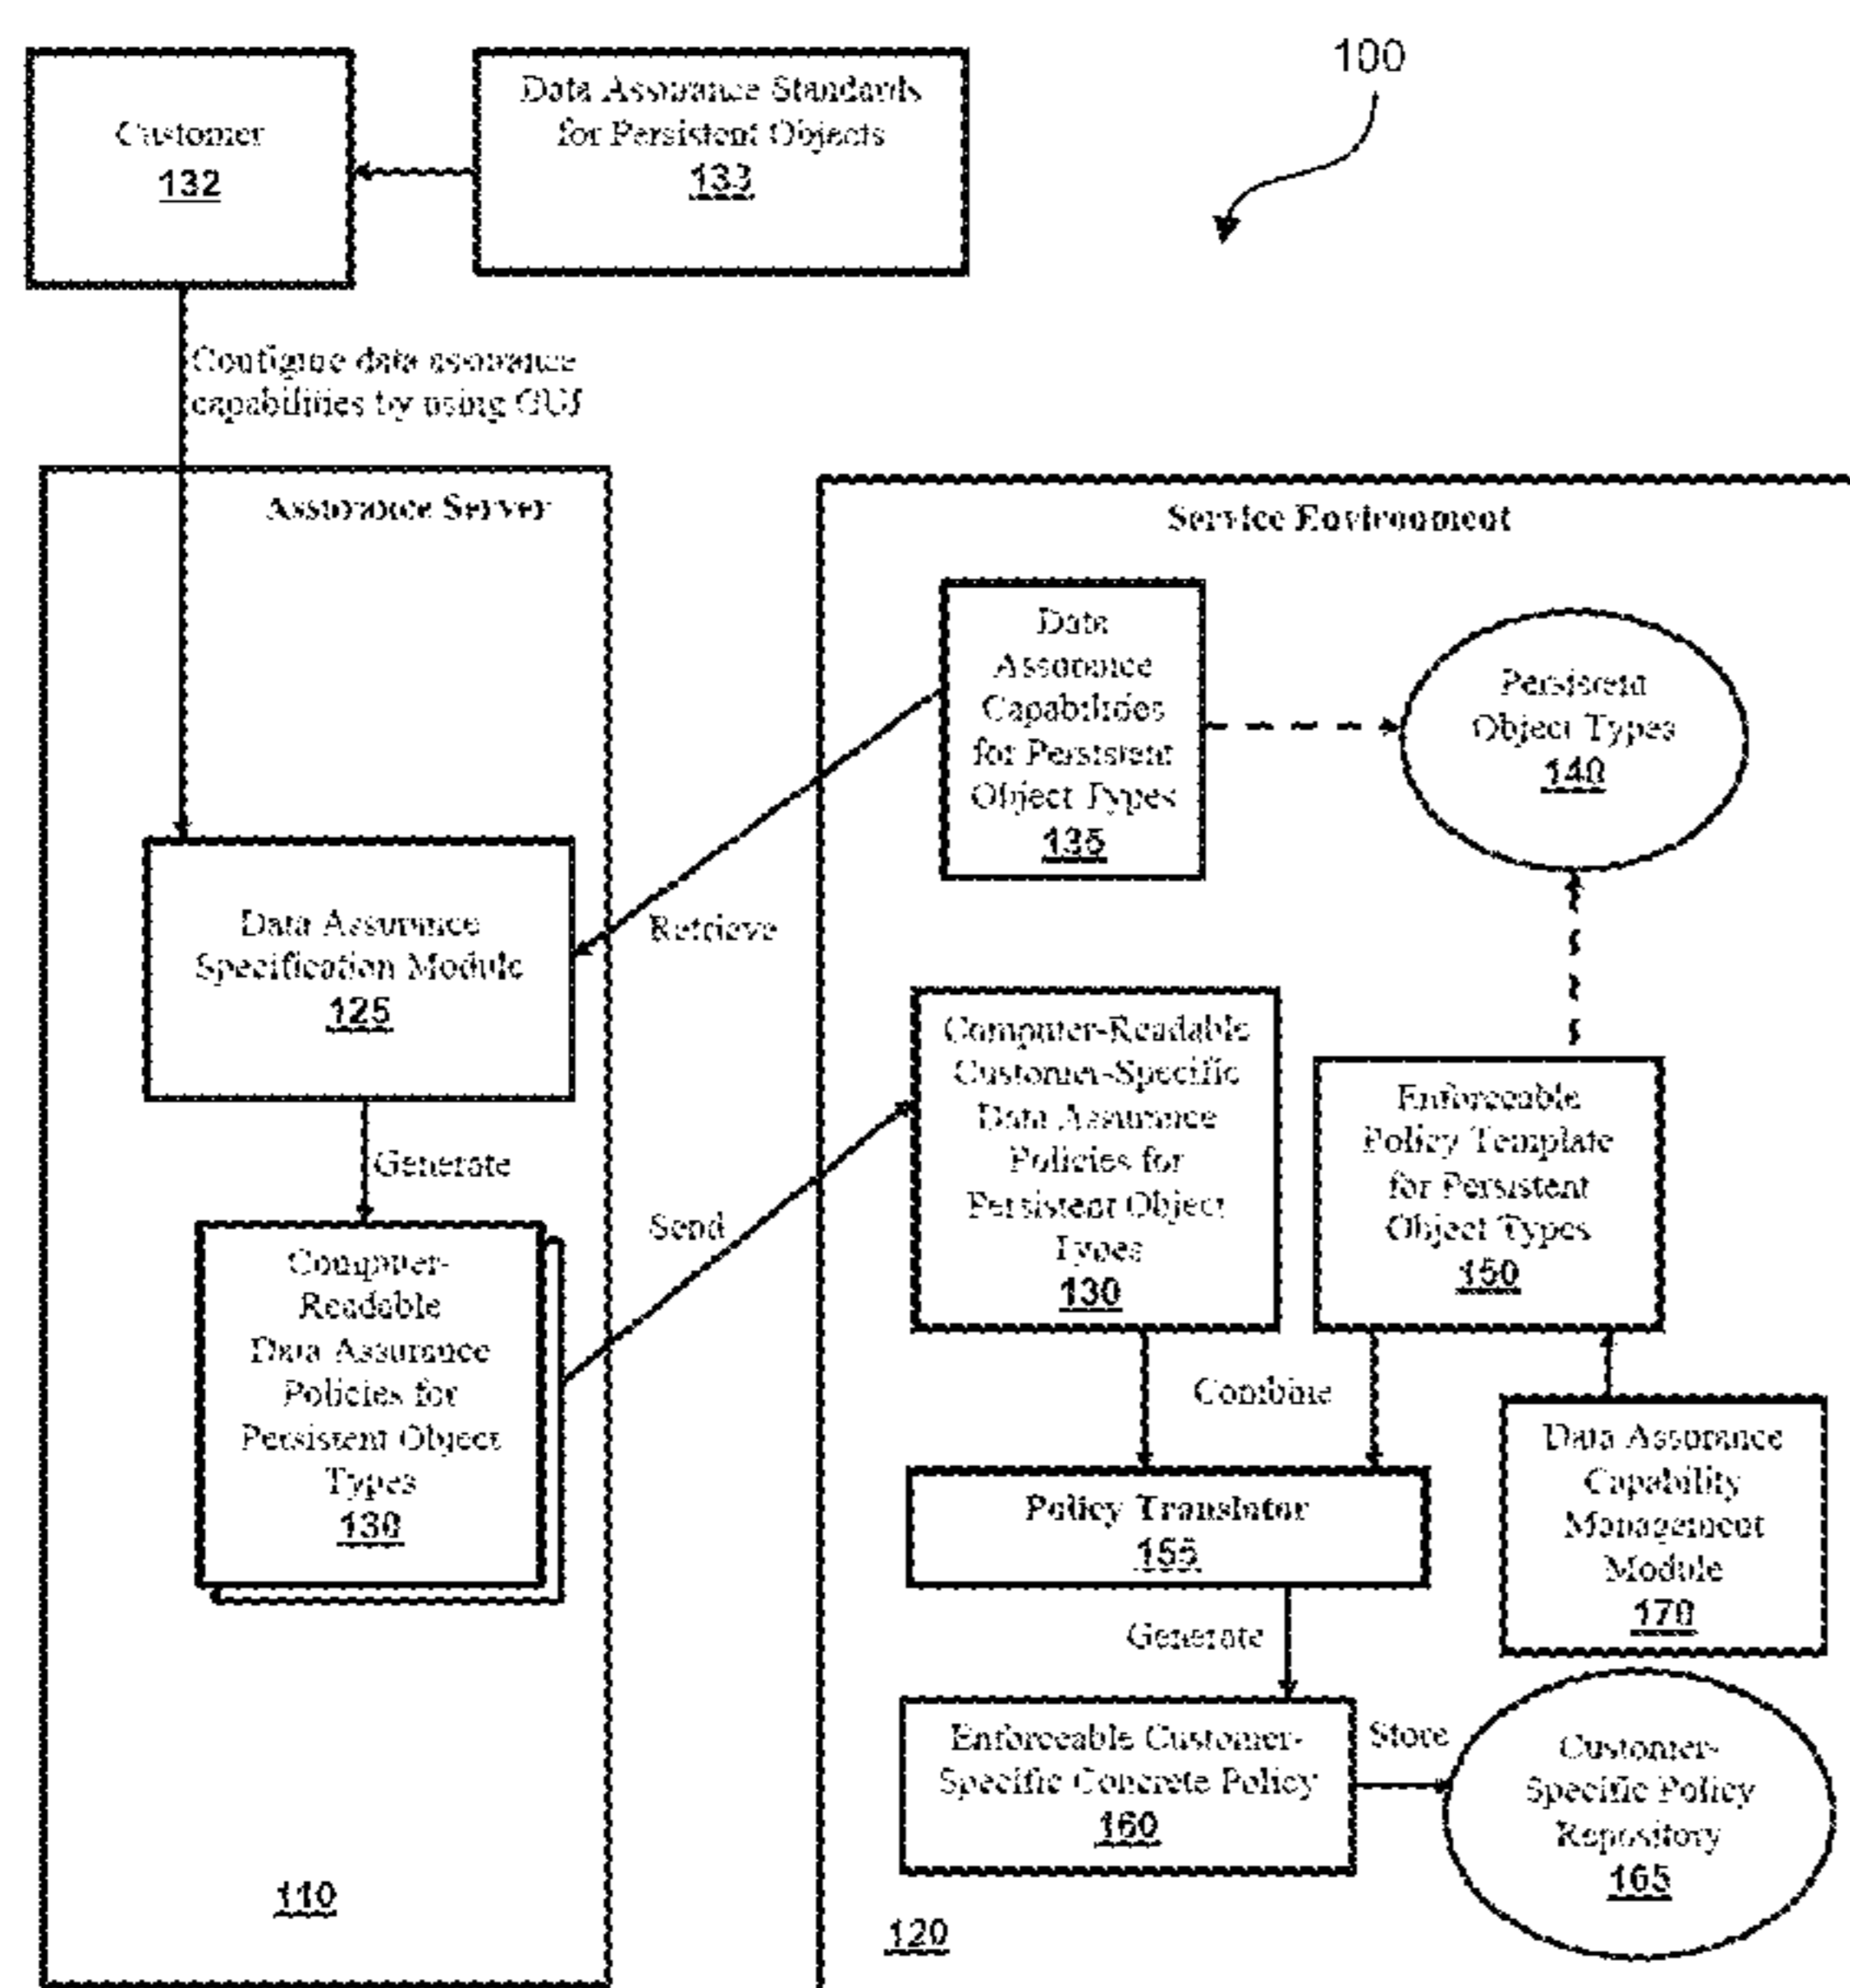 100
Customer
132
Data Assurance Standards
for Persistent Objects
133
Configure data assurance
capabilities by using GUI
Assurance Server
Service Environment
Data
Assurance
Capabilities
for Persistent
Object Types
135
Persistent
Object Types
140
Retrieve
Data Assurance
Specification Module
125
Generate
Computer-
Readable
Data Assurance
Policies for
Persistent Object
Types
130
Send
Computer-Readable
Customer-Specific
Data Assurance
Policies for
Persistent Object
Types
130
Enforceable
Policy Template
for Persistent
Object Types
150
Combine
Data Assurance
Capability
Management
Module
170
Policy Translator
155
Generate
Enforceable Customer-
Specific Concrete Policy
160
Store
Customer-
Specific Policy
Repository
165
110
120